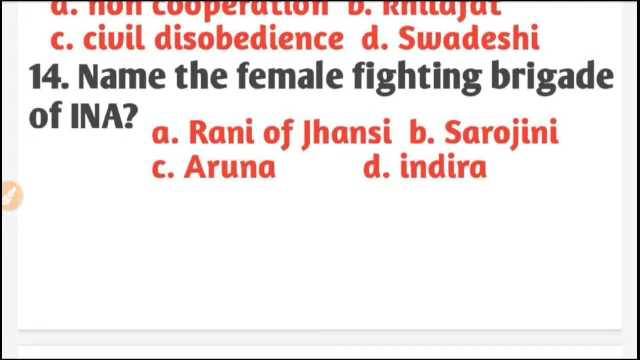 a. non cooperation b. khilafat
c. civil disobedience d. Swadeshi
14. Name the female fighting brigade
of INA?
a. Rani of Jhansi b. Sarojini
c. Aruna d. indira